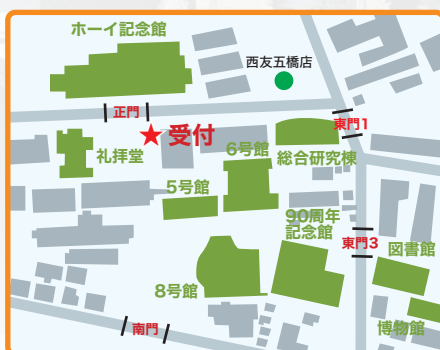 ホーイ記念館
西友五橋店
正門
東門1
受付
6号館
礼拝堂
総合研究棟
5号館
90周年
記念館
東門3
図書館
8号館
南門
博物館